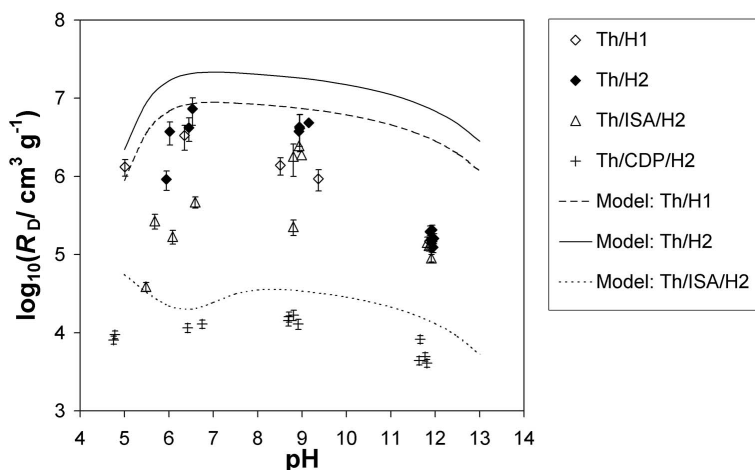 8
7
6
5
4
3
log10(RD/ cm3 g-1)
4 5 6 7 8 9 10 11 12 13 14
pH
Th/H1
Th/H2
Th/ISA/H2
Th/CDP/H2
Model: Th/H1
Model: Th/H2
Model: Th/ISA/H2